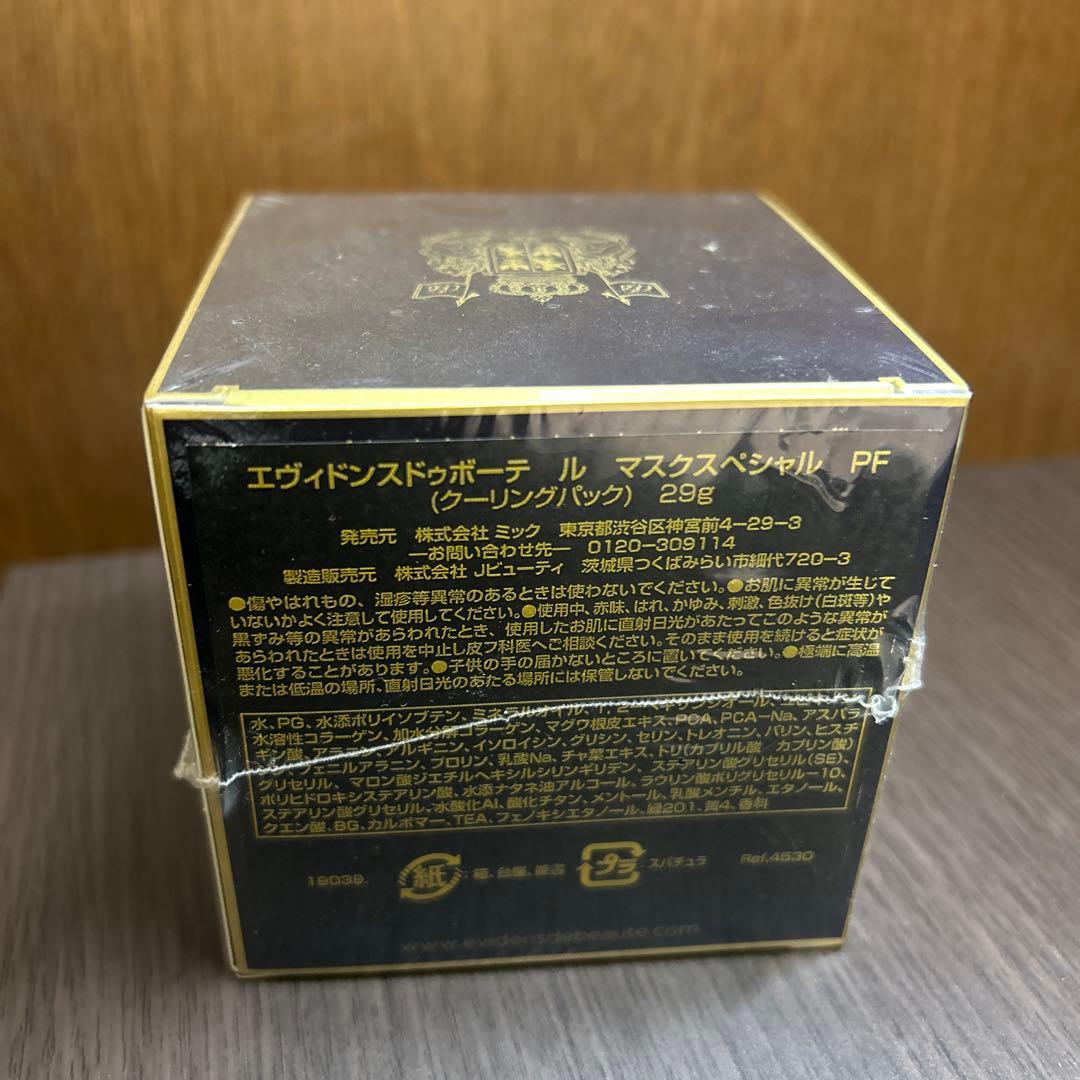 エヴィドンスドゥボーテ ル マスクスペシャル PF
(クーリングパック) 29g
発売元 株式会社 ミック 東京都渋谷区神宮前4-29-3
―お問い合わせ先― 0120-309114
製造販売元 株式会社 Jビューティ 茨城県つくばみらい市細代720-3
●傷やはれもの、湿疹等異常のあるときは使わないでください。●お肌に異常が生じて
いないかよく注意して使用してください。●使用中、赤味、はれ、かゆみ、刺激、色抜け(白斑等)や
黒ずみ等の異常があらわれたとき、使用したお肌に直射日光があたってこのような異常が
あらわれたときは使用を中止し皮フ科医へご相談ください。そのまま使用を続けると症状が
悪化することがあります。●子供の手の届かないところに置いてください。●極端に高温
または低温の場所、直射日光のあたる場所には保管しないでください。
水、PG、水添ポリイソブテン、ミネラルオイル、1,2-
水溶性コラーゲン、加水分解コラーゲン、マグワ根皮エキス、PCA、PCA-Na、アスパラ
ギン酸、アラニン、アルギニン、イソロイシン、グリシン、セリン、トレオニン、バリン、ヒスチ
ジン、フェニルアラニン、プロリン、乳酸Na、チャ葉エキス、トリ(カプリル酸 カプリン酸)
グリセリル、マロン酸ジエチルヘキシルシリンギリデン、ステアリン酸グリセリル(SE)、
ポリヒドロキシステアリン酸、水添ナタネ油アルコール、ラウリン酸ポリグリセリル-10、
ステアリン酸グリセリル、水酸化Al、酸化チタン、メントール、乳酸メンチル、エタノール、
クエン酸、BG、カルボマー、TEA、フェノキシエタノール、緑201、黄4、香料
19039. 紙 :箱、台座、 プラ :スパチュラ Ref.4530
www.evidensdebeaute.com